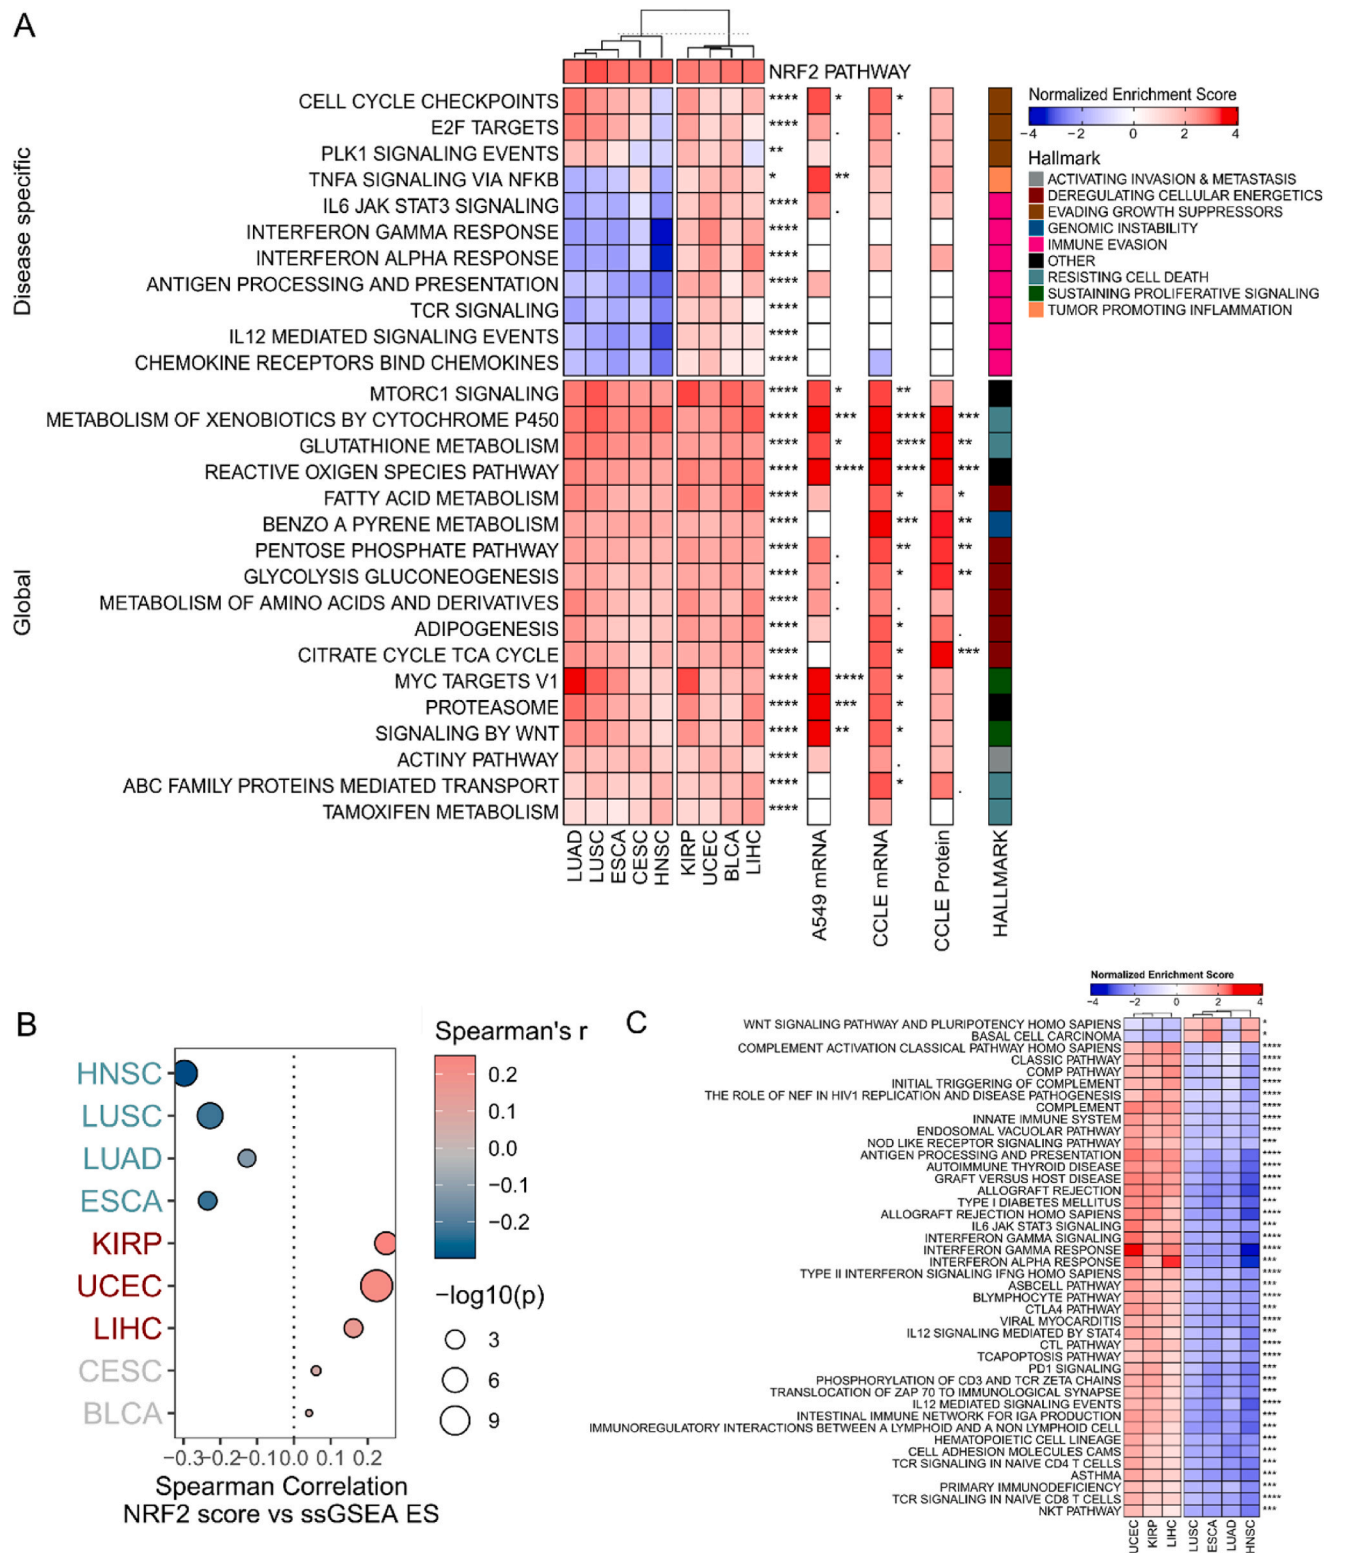 A
NRF2 PATHWAY
Disease specific
CELL CYCLE CHECKPOINTS **** * *
E2F TARGETS **** . .
PLK1 SIGNALING EVENTS **
TNFA SIGNALING VIA NFKB * **
IL6 JAK STAT3 SIGNALING **** .
INTERFERON GAMMA RESPONSE ****
INTERFERON ALPHA RESPONSE ****
ANTIGEN PROCESSING AND PRESENTATION ****
TCR SIGNALING ****
IL12 MEDIATED SIGNALING EVENTS ****
CHEMOKINE RECEPTORS BIND CHEMOKINES ****
Global
MTORC1 SIGNALING **** * **
METABOLISM OF XENOBIOTICS BY CYTOCHROME P450 **** *** **** ***
GLUTATHIONE METABOLISM **** * **** **
REACTIVE OXIGEN SPECIES PATHWAY **** **** **** ***
FATTY ACID METABOLISM **** * *
BENZO A PYRENE METABOLISM **** *** **
PENTOSE PHOSPHATE PATHWAY **** . ** **
GLYCOLYSIS GLUCONEOGENESIS **** . * **
METABOLISM OF AMINO ACIDS AND DERIVATIVES **** . .
ADIPOGENESIS **** * .
CITRATE CYCLE TCA CYCLE **** * ***
MYC TARGETS V1 **** **** *
PROTEASOME **** *** *
SIGNALING BY WNT **** ** *
ACTINY PATHWAY **** .
ABC FAMILY PROTEINS MEDIATED TRANSPORT **** * .
TAMOXIFEN METABOLISM ****
LUAD LUSC ESCA CESC HNSC KIRP UCEC BLCA LIHC A549 mRNA CCLE mRNA CCLE Protein HALLMARK
Normalized Enrichment Score
−4 −2 0 2 4
Hallmark
ACTIVATING INVASION & METASTASIS
DEREGULATING CELLULAR ENERGETICS
EVADING GROWTH SUPPRESSORS
GENOMIC INSTABILITY
IMMUNE EVASION
OTHER
RESISTING CELL DEATH
SUSTAINING PROLIFERATIVE SIGNALING
TUMOR PROMOTING INFLAMMATION
B
HNSC
LUSC
LUAD
ESCA
KIRP
UCEC
LIHC
CESC
BLCA
−0.3 −0.2 −0.1 0.0 0.1 0.2
Spearman Correlation
NRF2 score vs ssGSEA ES
Spearman's r
0.2
0.1
0.0
−0.1
−0.2
−log10(p)
3
6
9
C
Normalized Enrichment Score
−4 −2 0 2 4
WNT SIGNALING PATHWAY AND PLURIPOTENCY HOMO SAPIENS *
BASAL CELL CARCINOMA *
COMPLEMENT ACTIVATION CLASSICAL PATHWAY HOMO SAPIENS ****
CLASSIC PATHWAY ****
COMP PATHWAY ****
INITIAL TRIGGERING OF COMPLEMENT ****
THE ROLE OF NEF IN HIV1 REPLICATION AND DISEASE PATHOGENESIS ****
COMPLEMENT ****
INNATE IMMUNE SYSTEM ****
ENDOSOMAL VACUOLAR PATHWAY ****
NOD LIKE RECEPTOR SIGNALING PATHWAY ***
ANTIGEN PROCESSING AND PRESENTATION ****
AUTOIMMUNE THYROID DISEASE ****
GRAFT VERSUS HOST DISEASE ****
ALLOGRAFT REJECTION ****
TYPE I DIABETES MELLITUS ***
ALLOGRAFT REJECTION HOMO SAPIENS ****
IL6 JAK STAT3 SIGNALING ***
INTERFERON GAMMA SIGNALING ****
INTERFERON GAMMA RESPONSE ****
INTERFERON ALPHA RESPONSE ***
TYPE II INTERFERON SIGNALING IFNG HOMO SAPIENS ****
ASBCELL PATHWAY ***
BLYMPHOCYTE PATHWAY ****
CTLA4 PATHWAY ***
VIRAL MYOCARDITIS ****
IL12 SIGNALING MEDIATED BY STAT4 ***
CTL PATHWAY ****
TCAPOPTOSIS PATHWAY ****
PD1 SIGNALING ***
PHOSPHORYLATION OF CD3 AND TCR ZETA CHAINS ***
TRANSLOCATION OF ZAP 70 TO IMMUNOLOGICAL SYNAPSE ***
IL12 MEDIATED SIGNALING EVENTS ****
INTESTINAL IMMUNE NETWORK FOR IGA PRODUCTION ***
IMMUNOREGULATORY INTERACTIONS BETWEEN A LYMPHOID AND A NON LYMPHOID CELL ***
HEMATOPOIETIC CELL LINEAGE ***
CELL ADHESION MOLECULES CAMS ***
TCR SIGNALING IN NAIVE CD4 T CELLS ***
ASTHMA ***
PRIMARY IMMUNODEFICIENCY ***
TCR SIGNALING IN NAIVE CD8 T CELLS ****
NKT PATHWAY ***
UCEC KIRP LIHC LUSC ESCA LUAD HNSC